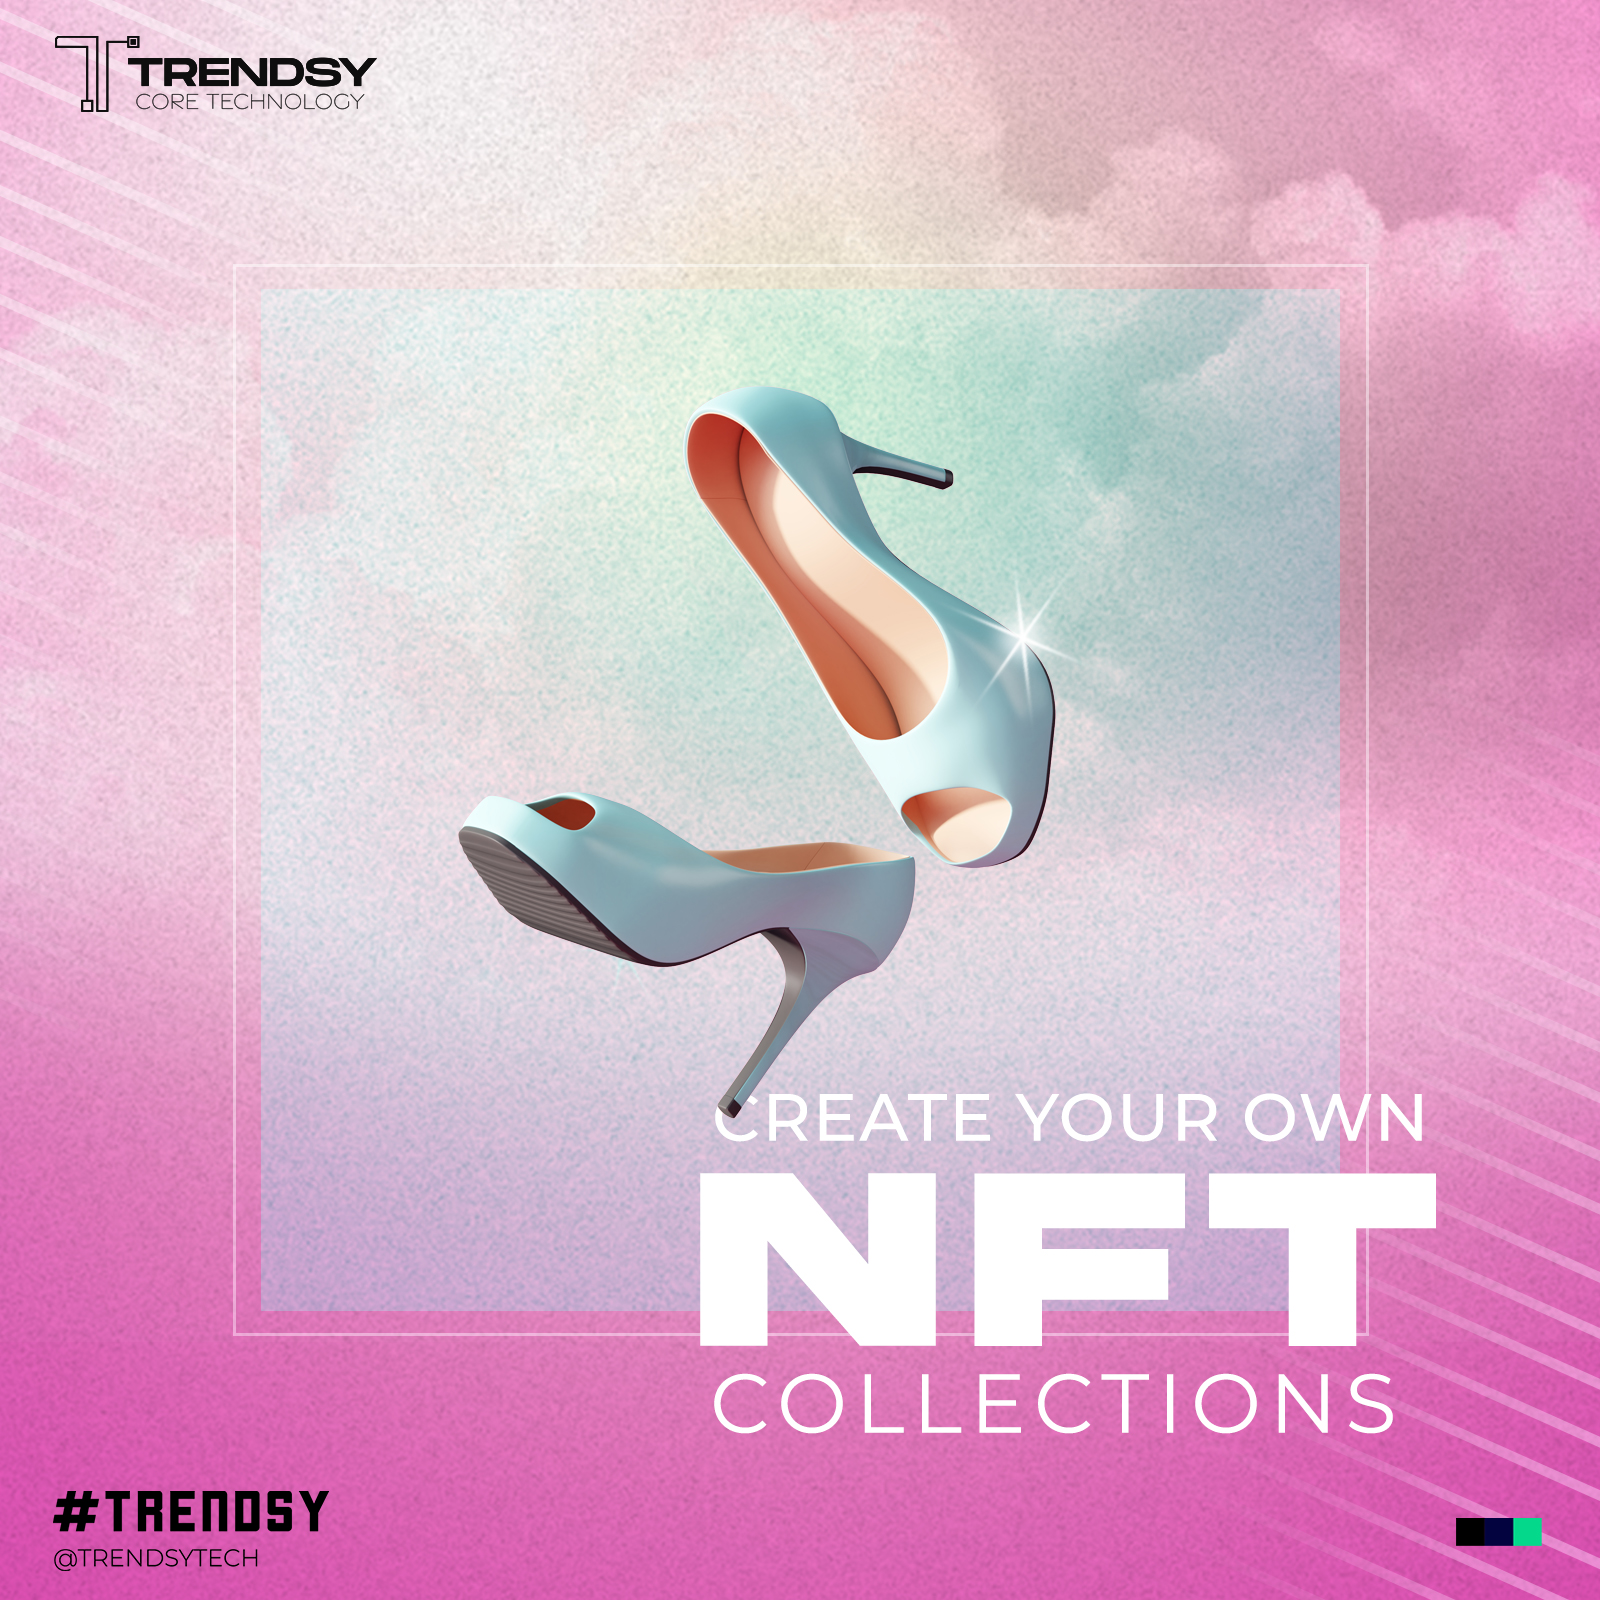 TRENDSY
CORE TECHNOLOGY
CREATE YOUR OWN
NFT
COLLECTIONS
#TRENDSY
@TRENDSYTECH